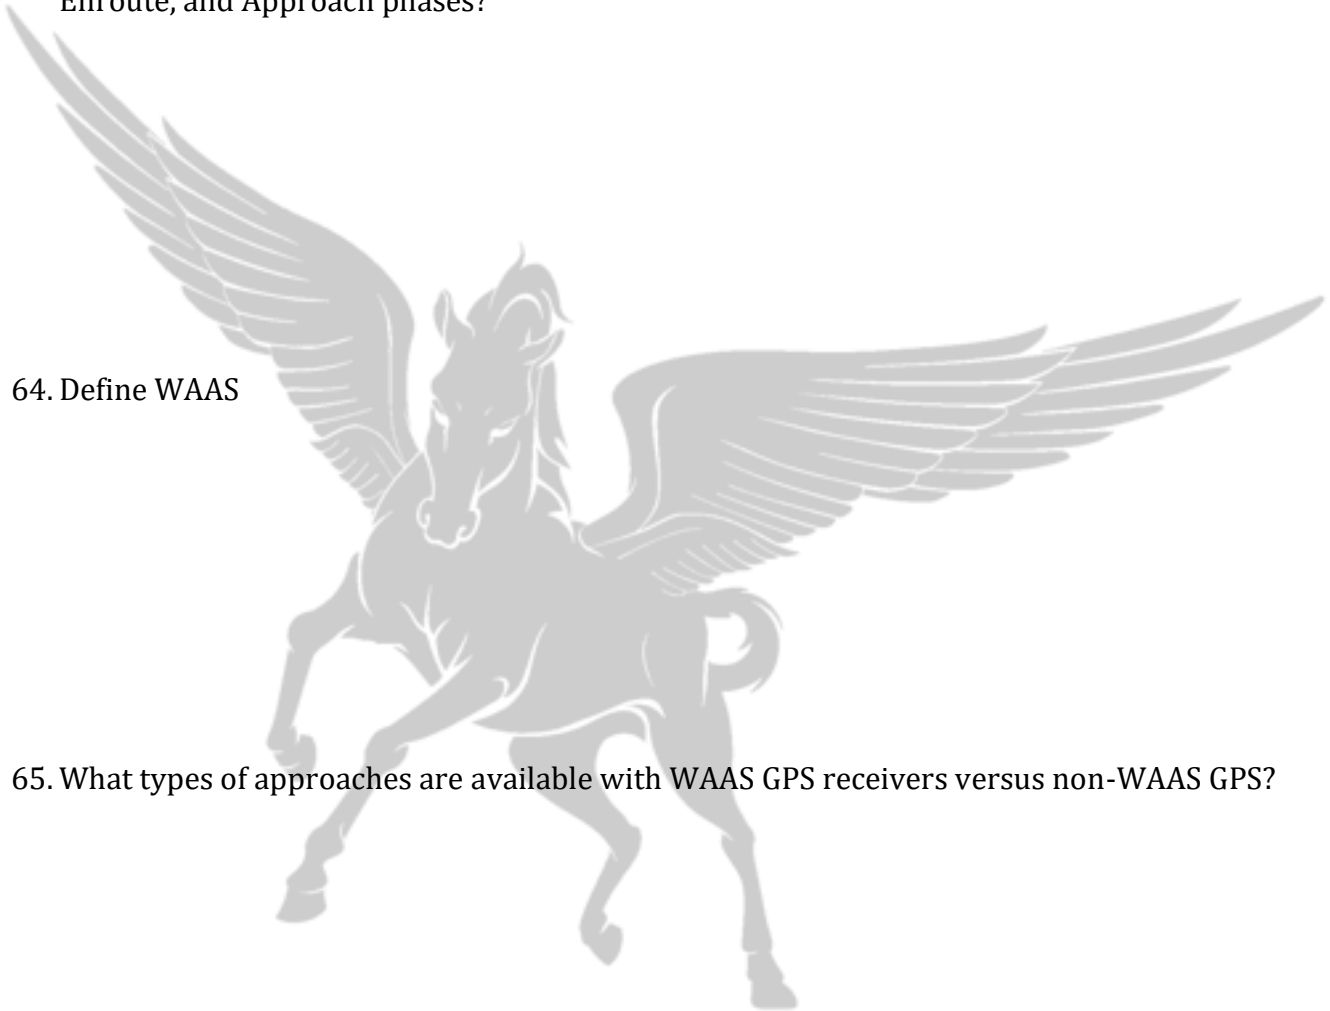 Enroute, and Approach phases?
64. Define WAAS
65. What types of approaches are available with WAAS GPS receivers versus non-WAAS GPS?